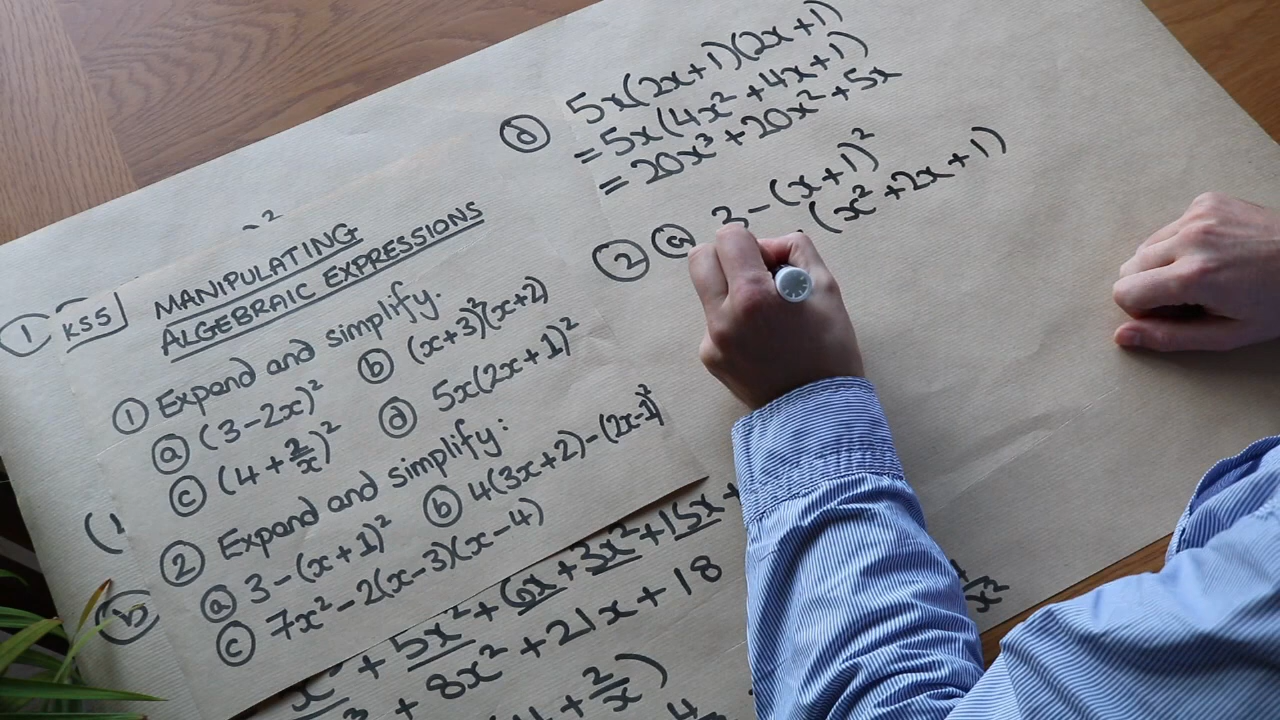 ① KS5 MANIPULATING
ALGEBRAIC EXPRESSIONS
① Expand and simplify.
ⓐ (3-2x)² ⓑ (x+3)²(x+2)
ⓒ (4+2/x)² ⓓ 5x(2x+1)²
② Expand and simplify:
ⓐ 3-(x+1)² ⓑ 4(3x+2)-(2x-1)²
ⓒ 7x²-2(x-3)(x-4)
ⓓ 5x(2x+1)(2x+1)
=5x(4x²+4x+1)
=20x³+20x²+5x
② ⓐ 3-(x+1)²
(x²+2x+1)
ⓑ
+5x²+6x+3x²+15x+
+8x²+21x+18
+2/x)